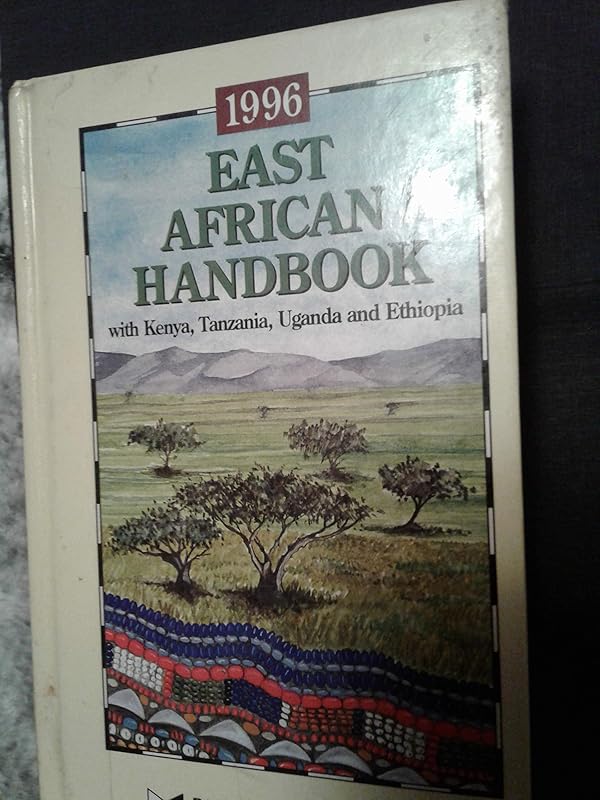 1996
EAST
AFRICAN
HANDBOOK
with Kenya, Tanzania, Uganda and Ethiopia